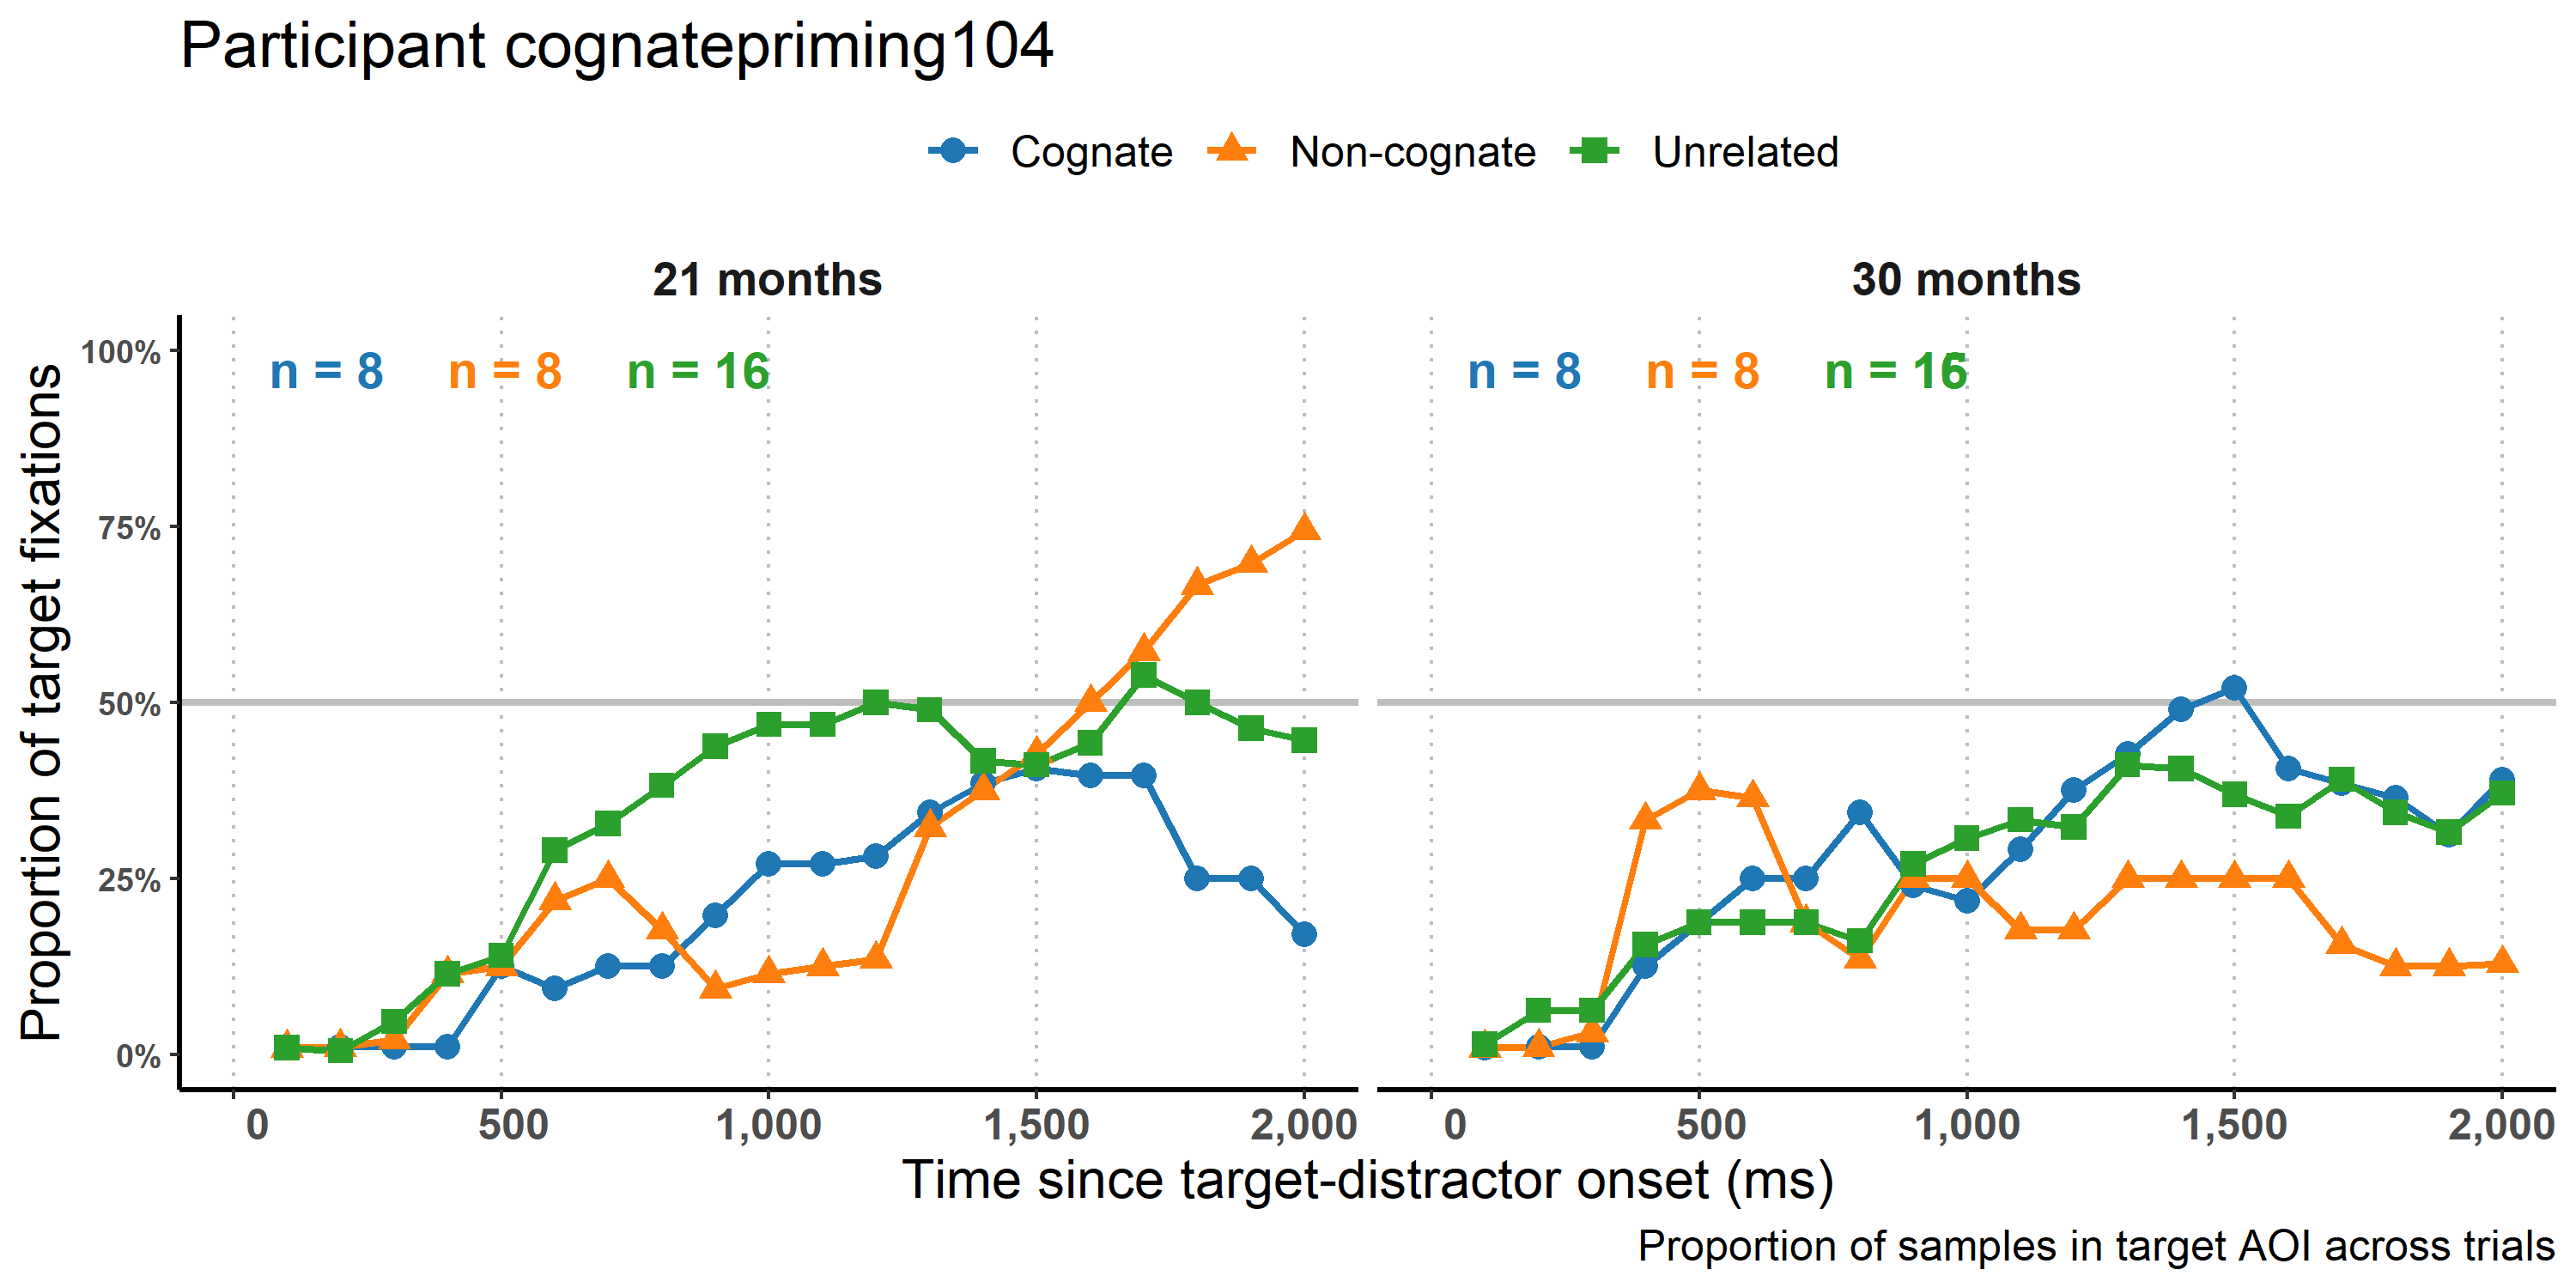 Participant cognatepriming104
Cognate Non-cognate Unrelated
21 months 30 months
100%
75%
50%
25%
0%
n = 8 n = 8 n = 16
n = 8 n = 8
0 500 1,000 1,500 2,000 0 500 1,000 1,500 2,000
Proportion of target fixations
Time since target-distractor onset (ms)
Proportion of samples in target AOI across trials